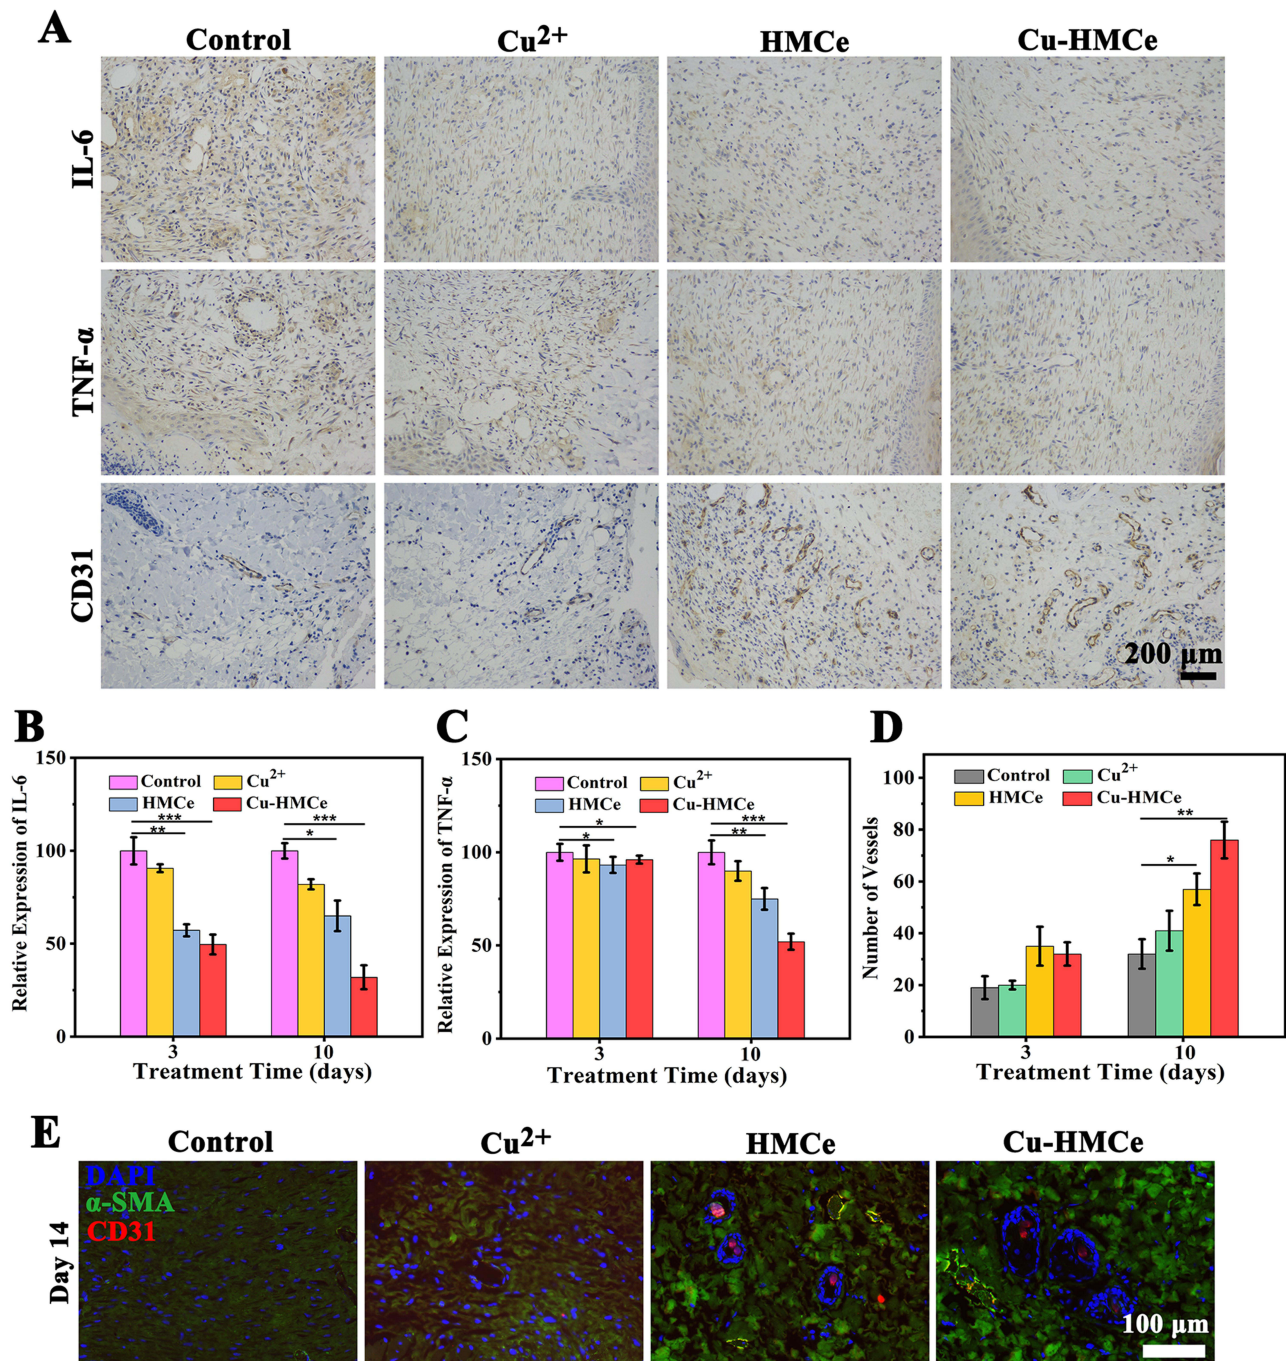 A
Control Cu2+ HMCe Cu-HMCe
IL-6
TNF-α
CD31
200 μm
B
Relative Expression of IL-6
150
100
50
0
Control Cu2+
HMCe Cu-HMCe
***
**
***
*
3 10
Treatment Time (days)
C
Relative Expression of TNF-α
150
100
50
0
Control Cu2+
HMCe Cu-HMCe
*
*
***
**
3 10
Treatment Time (days)
D
Number of Vessels
100
80
60
40
20
0
Control Cu2+
HMCe Cu-HMCe
**
*
3 10
Treatment Time (days)
E
Control Cu2+ HMCe Cu-HMCe
Day 14
DAPI
α-SMA
CD31
100 μm